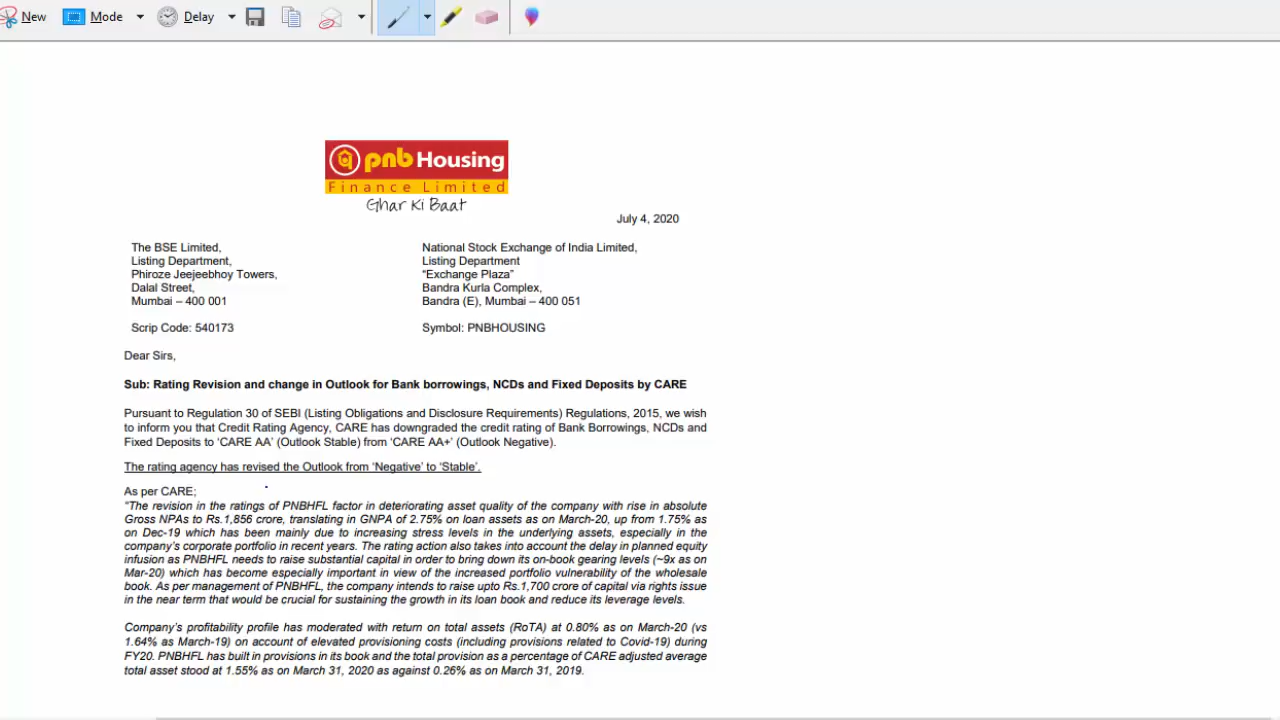 New Mode Delay
pnb Housing
Finance Limited
Ghar Ki Baat
July 4, 2020
The BSE Limited,
Listing Department,
Phiroze Jeejeebhoy Towers,
Dalal Street,
Mumbai – 400 001
Scrip Code: 540173
National Stock Exchange of India Limited,
Listing Department
“Exchange Plaza”
Bandra Kurla Complex,
Bandra (E), Mumbai – 400 051
Symbol: PNBHOUSING
Dear Sirs,
Sub: Rating Revision and change in Outlook for Bank borrowings, NCDs and Fixed Deposits by CARE
Pursuant to Regulation 30 of SEBI (Listing Obligations and Disclosure Requirements) Regulations, 2015, we wish
to inform you that Credit Rating Agency, CARE has downgraded the credit rating of Bank Borrowings, NCDs and
Fixed Deposits to ‘CARE AA’ (Outlook Stable) from ‘CARE AA+’ (Outlook Negative).
The rating agency has revised the Outlook from ‘Negative’ to ‘Stable’.
As per CARE;
“The revision in the ratings of PNBHFL factor in deteriorating asset quality of the company with rise in absolute
Gross NPAs to Rs.1,856 crore, translating in GNPA of 2.75% on loan assets as on March-20, up from 1.75% as
on Dec-19 which has been mainly due to increasing stress levels in the underlying assets, especially in the
company’s corporate portfolio in recent years. The rating action also takes into account the delay in planned equity
infusion as PNBHFL needs to raise substantial capital in order to bring down its on-book gearing levels (~9x as on
Mar-20) which has become especially important in view of the increased portfolio vulnerability of the wholesale
book. As per management of PNBHFL, the company intends to raise upto Rs.1,700 crore of capital via rights issue
in the near term that would be crucial for sustaining the growth in its loan book and reduce its leverage levels.
Company’s profitability profile has moderated with return on total assets (RoTA) at 0.80% as on March-20 (vs
1.64% as March-19) on account of elevated provisioning costs (including provisions related to Covid-19) during
FY20. PNBHFL has built in provisions in its book and the total provision as a percentage of CARE adjusted average
total asset stood at 1.55% as on March 31, 2020 as against 0.26% as on March 31, 2019.